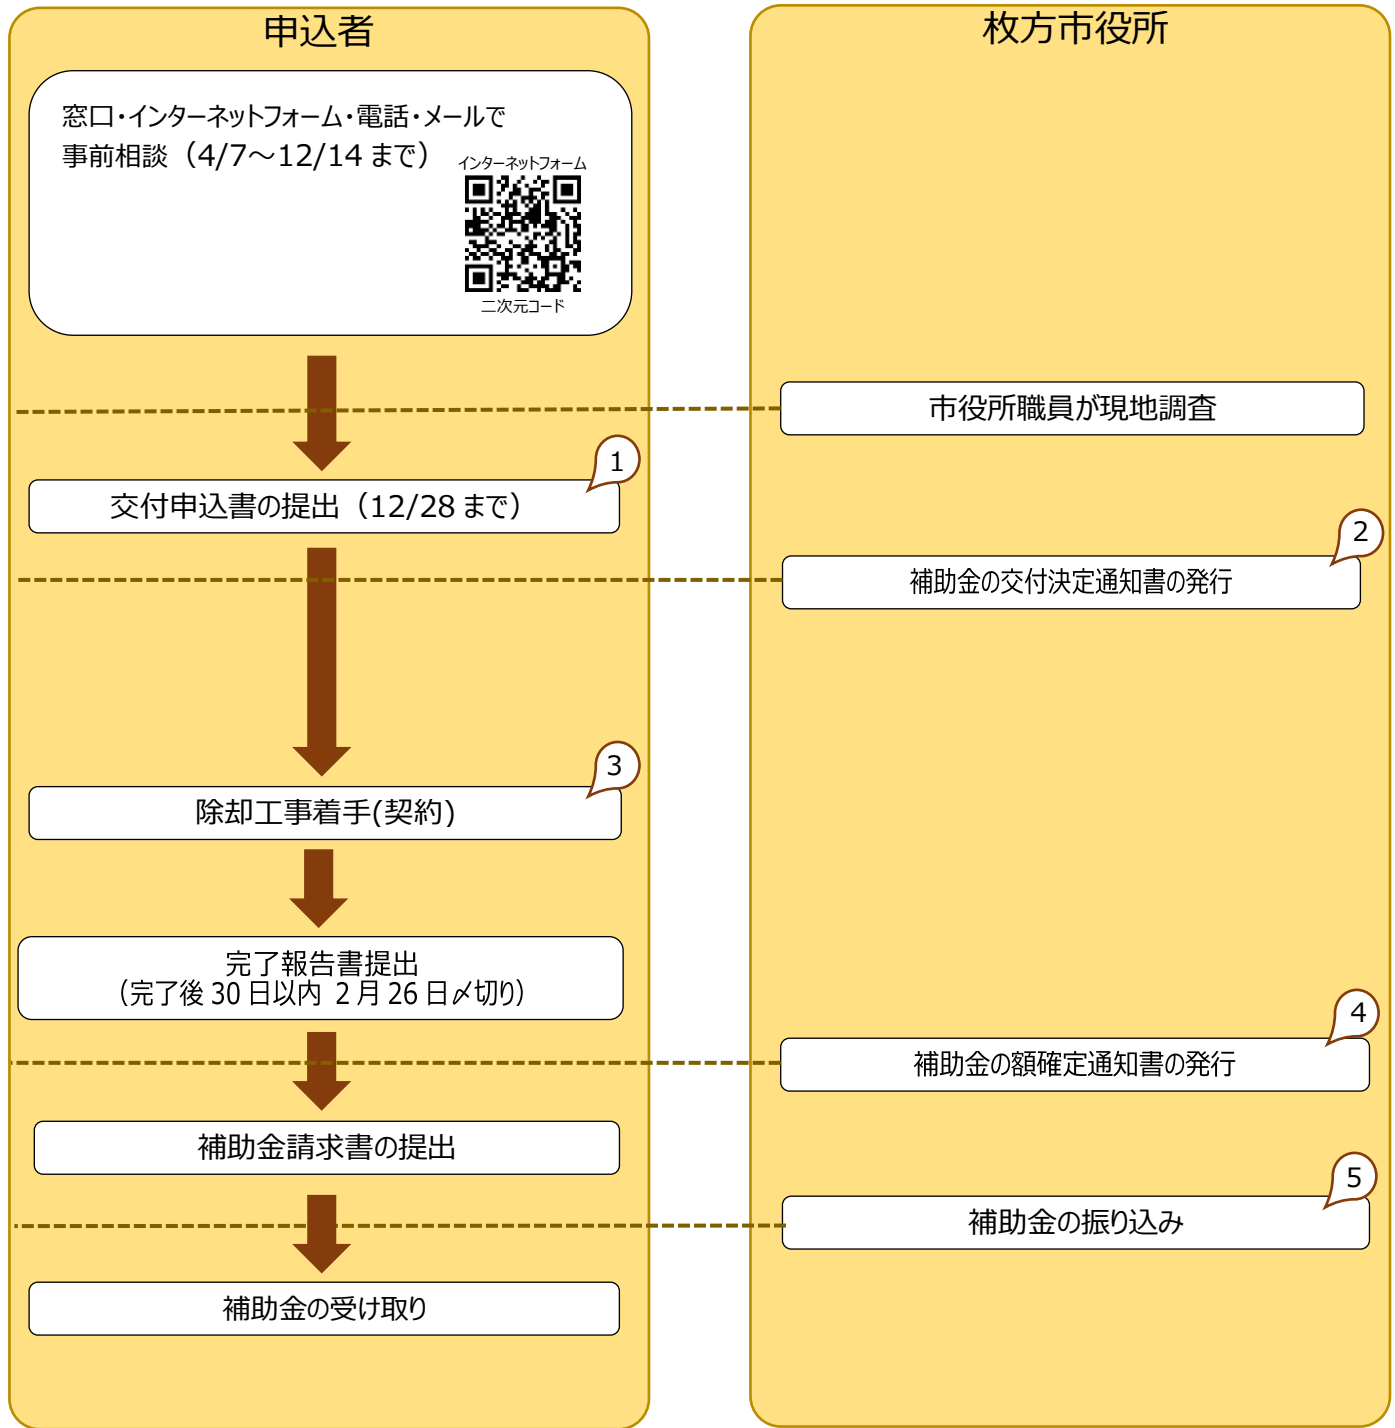 申込者
枚方市役所
窓口・インターネットフォーム・電話・メールで
事前相談（4/7～12/14まで）
インターネットフォーム
二次元コード
市役所職員が現地調査
1
交付申込書の提出（12/28まで）
2
補助金の交付決定通知書の発行
3
除却工事着手(契約)
完了報告書提出
（完了後30日以内 2月26日〆切り）
4
補助金の額確定通知書の発行
補助金請求書の提出
5
補助金の振り込み
補助金の受け取り